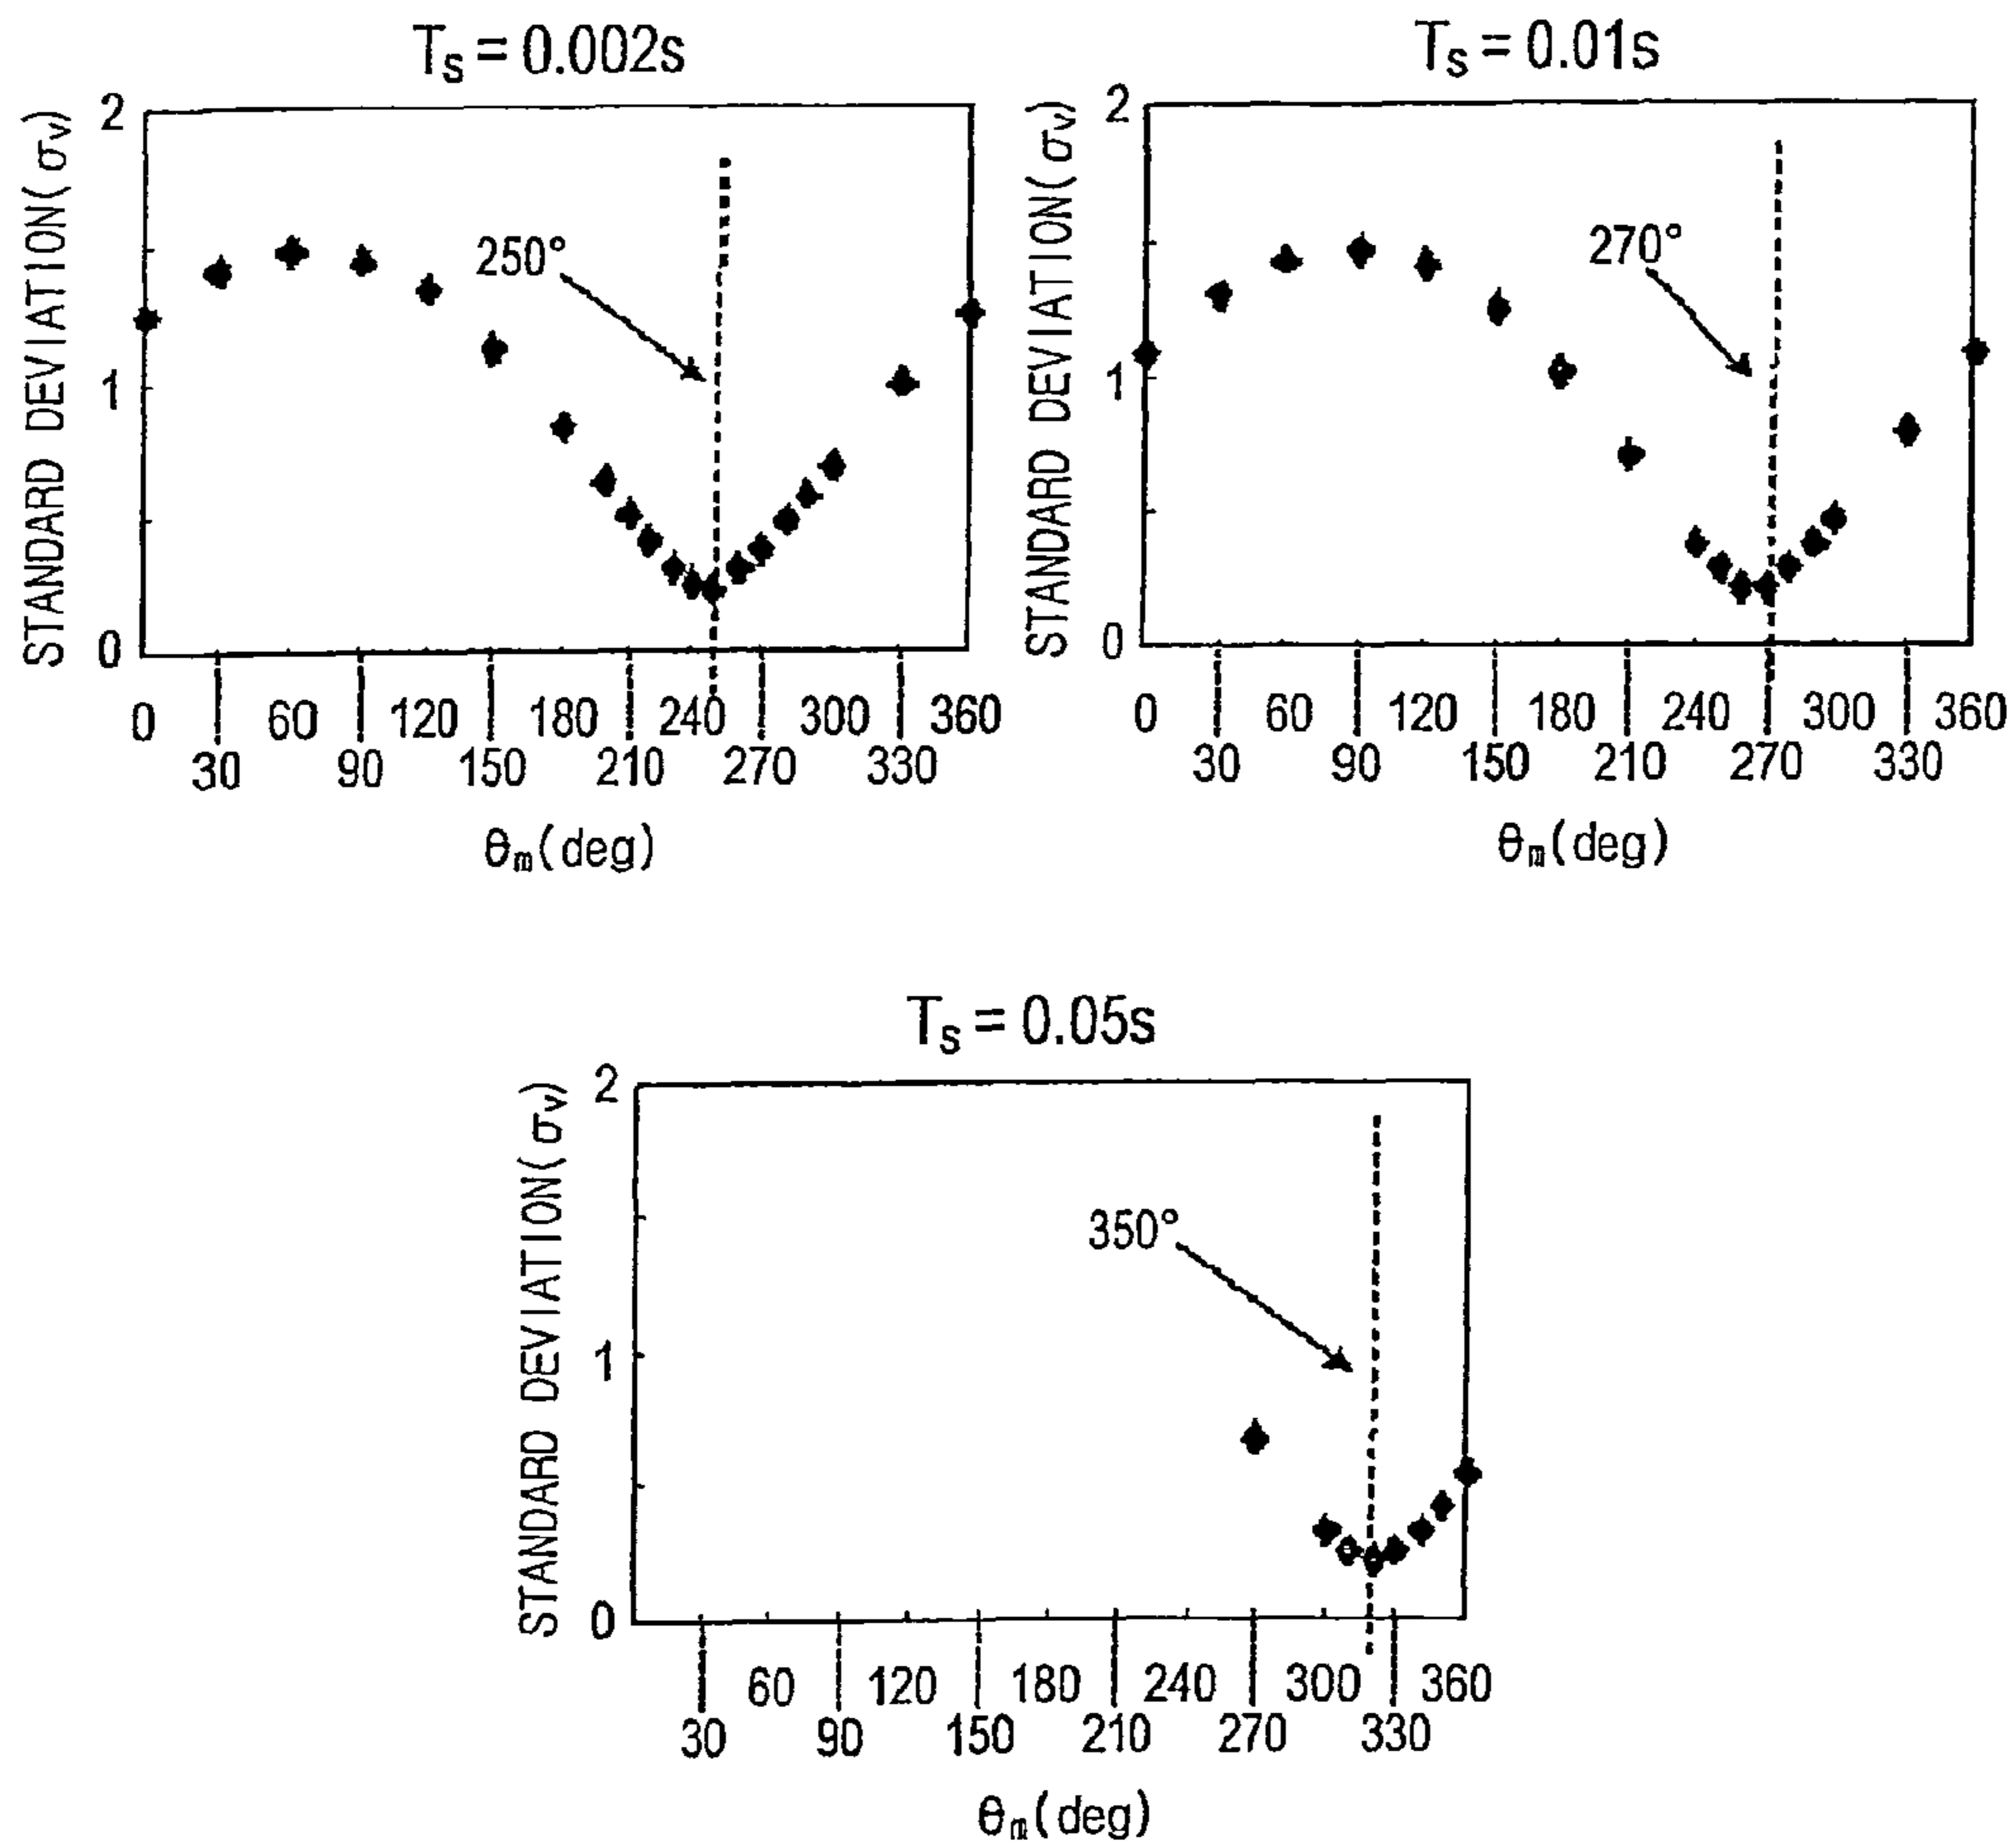 Ts = 0.002s
STANDARD DEVIATION(σv)
2
1
0
250°
0 60 120 180 240 300 360
30 90 150 210 270 330
θm(deg)
Ts = 0.01s
STANDARD DEVIATION(σv)
2
1
0
270°
0 60 120 180 240 300 360
30 90 150 210 270 330
θm(deg)
Ts = 0.05s
STANDARD DEVIATION(σv)
2
1
0
350°
60 120 180 240 300 360
30 90 150 210 270 330
θm(deg)